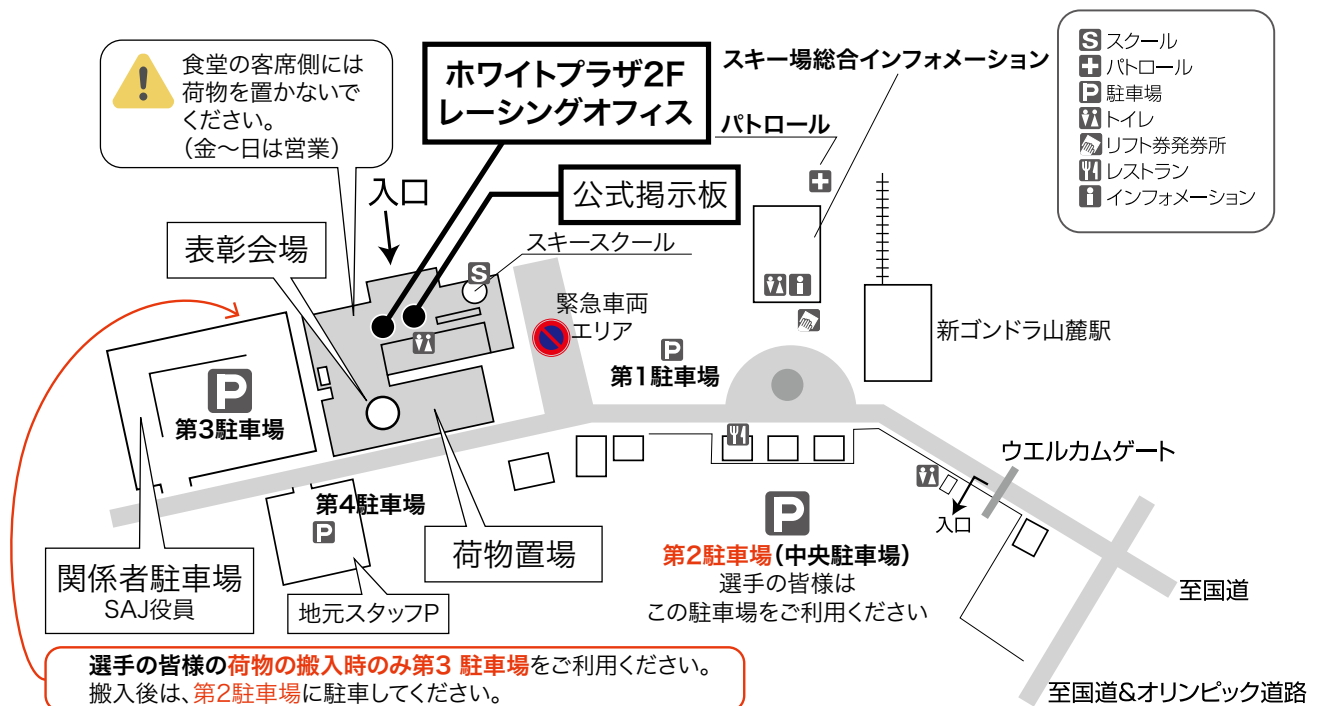 食堂の客席側には
荷物を置かないで
ください。
（金〜日は営業）
ホワイトプラザ2F
レーシングオフィス
スキー場総合インフォメーション
パトロール
S スクール
パトロール
P 駐車場
トイレ
リフト券発券所
レストラン
i インフォメーション
入口
公式掲示板
表彰会場
スキースクール
S
緊急車両
エリア
i
新ゴンドラ山麓駅
P
第1駐車場
P
第3駐車場
ウエルカムゲート
入口
第4駐車場
P
荷物置場
P
第2駐車場（中央駐車場）
選手の皆様は
この駐車場をご利用ください
関係者駐車場
SAJ役員
地元スタッフP
至国道
選手の皆様の荷物の搬入時のみ第3 駐車場をご利用ください。
搬入後は、第2駐車場に駐車してください。
至国道&オリンピック道路